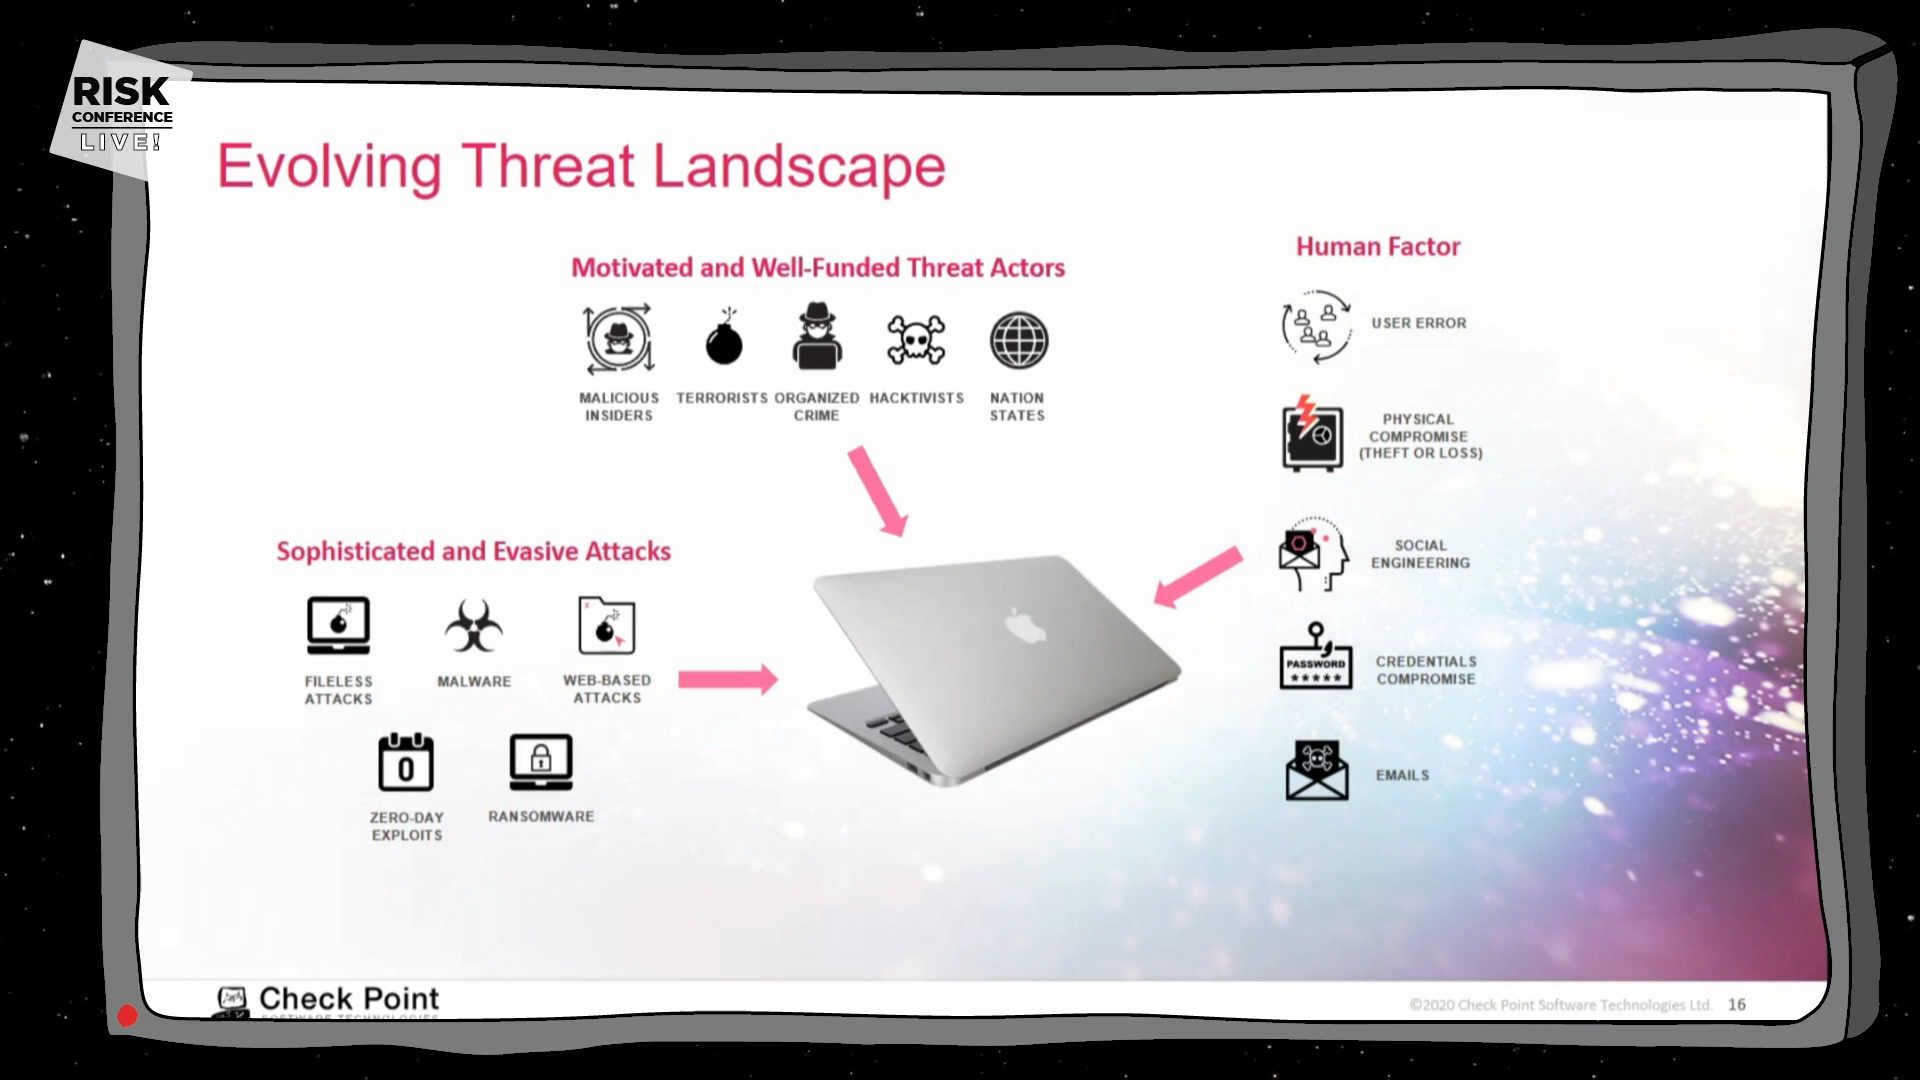 RISK
CONFERENCE
LIVE!
Evolving Threat Landscape
Motivated and Well-Funded Threat Actors
MALICIOUS
INSIDERS
TERRORISTS
ORGANIZED
CRIME
HACKTIVISTS
NATION
STATES
Human Factor
USER ERROR
PHYSICAL
COMPROMISE
(THEFT OR LOSS)
SOCIAL
ENGINEERING
PASSWORD
*****
CREDENTIALS
COMPROMISE
EMAILS
Sophisticated and Evasive Attacks
FILELESS
ATTACKS
MALWARE
X
WEB-BASED
ATTACKS
0
ZERO-DAY
EXPLOITS
RANSOMWARE
Check Point
SOFTWARE TECHNOLOGIES
©2020 Check Point Software Technologies Ltd. 16